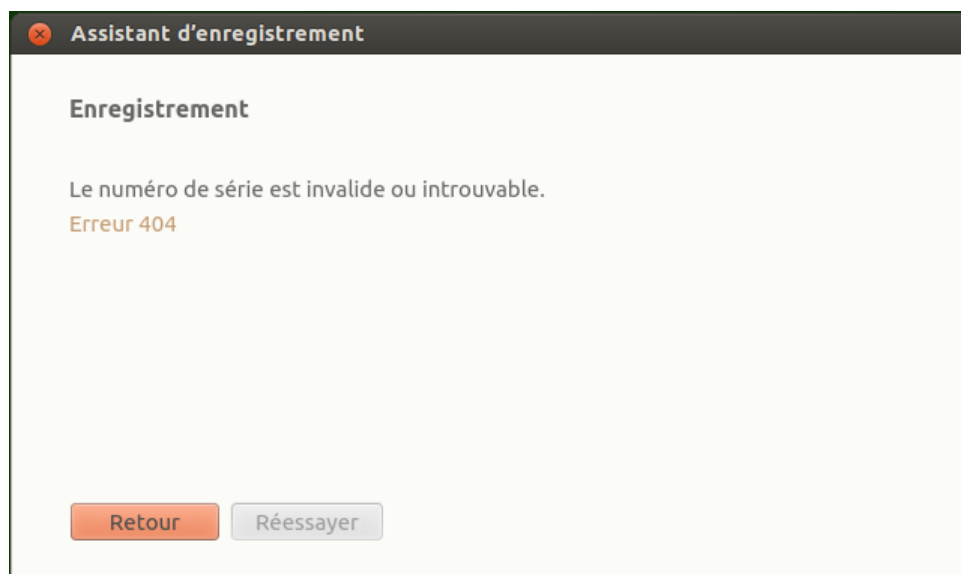 Assistant d’enregistrement
Enregistrement
Le numéro de série est invalide ou introuvable.
Erreur 404
Retour Réessayer